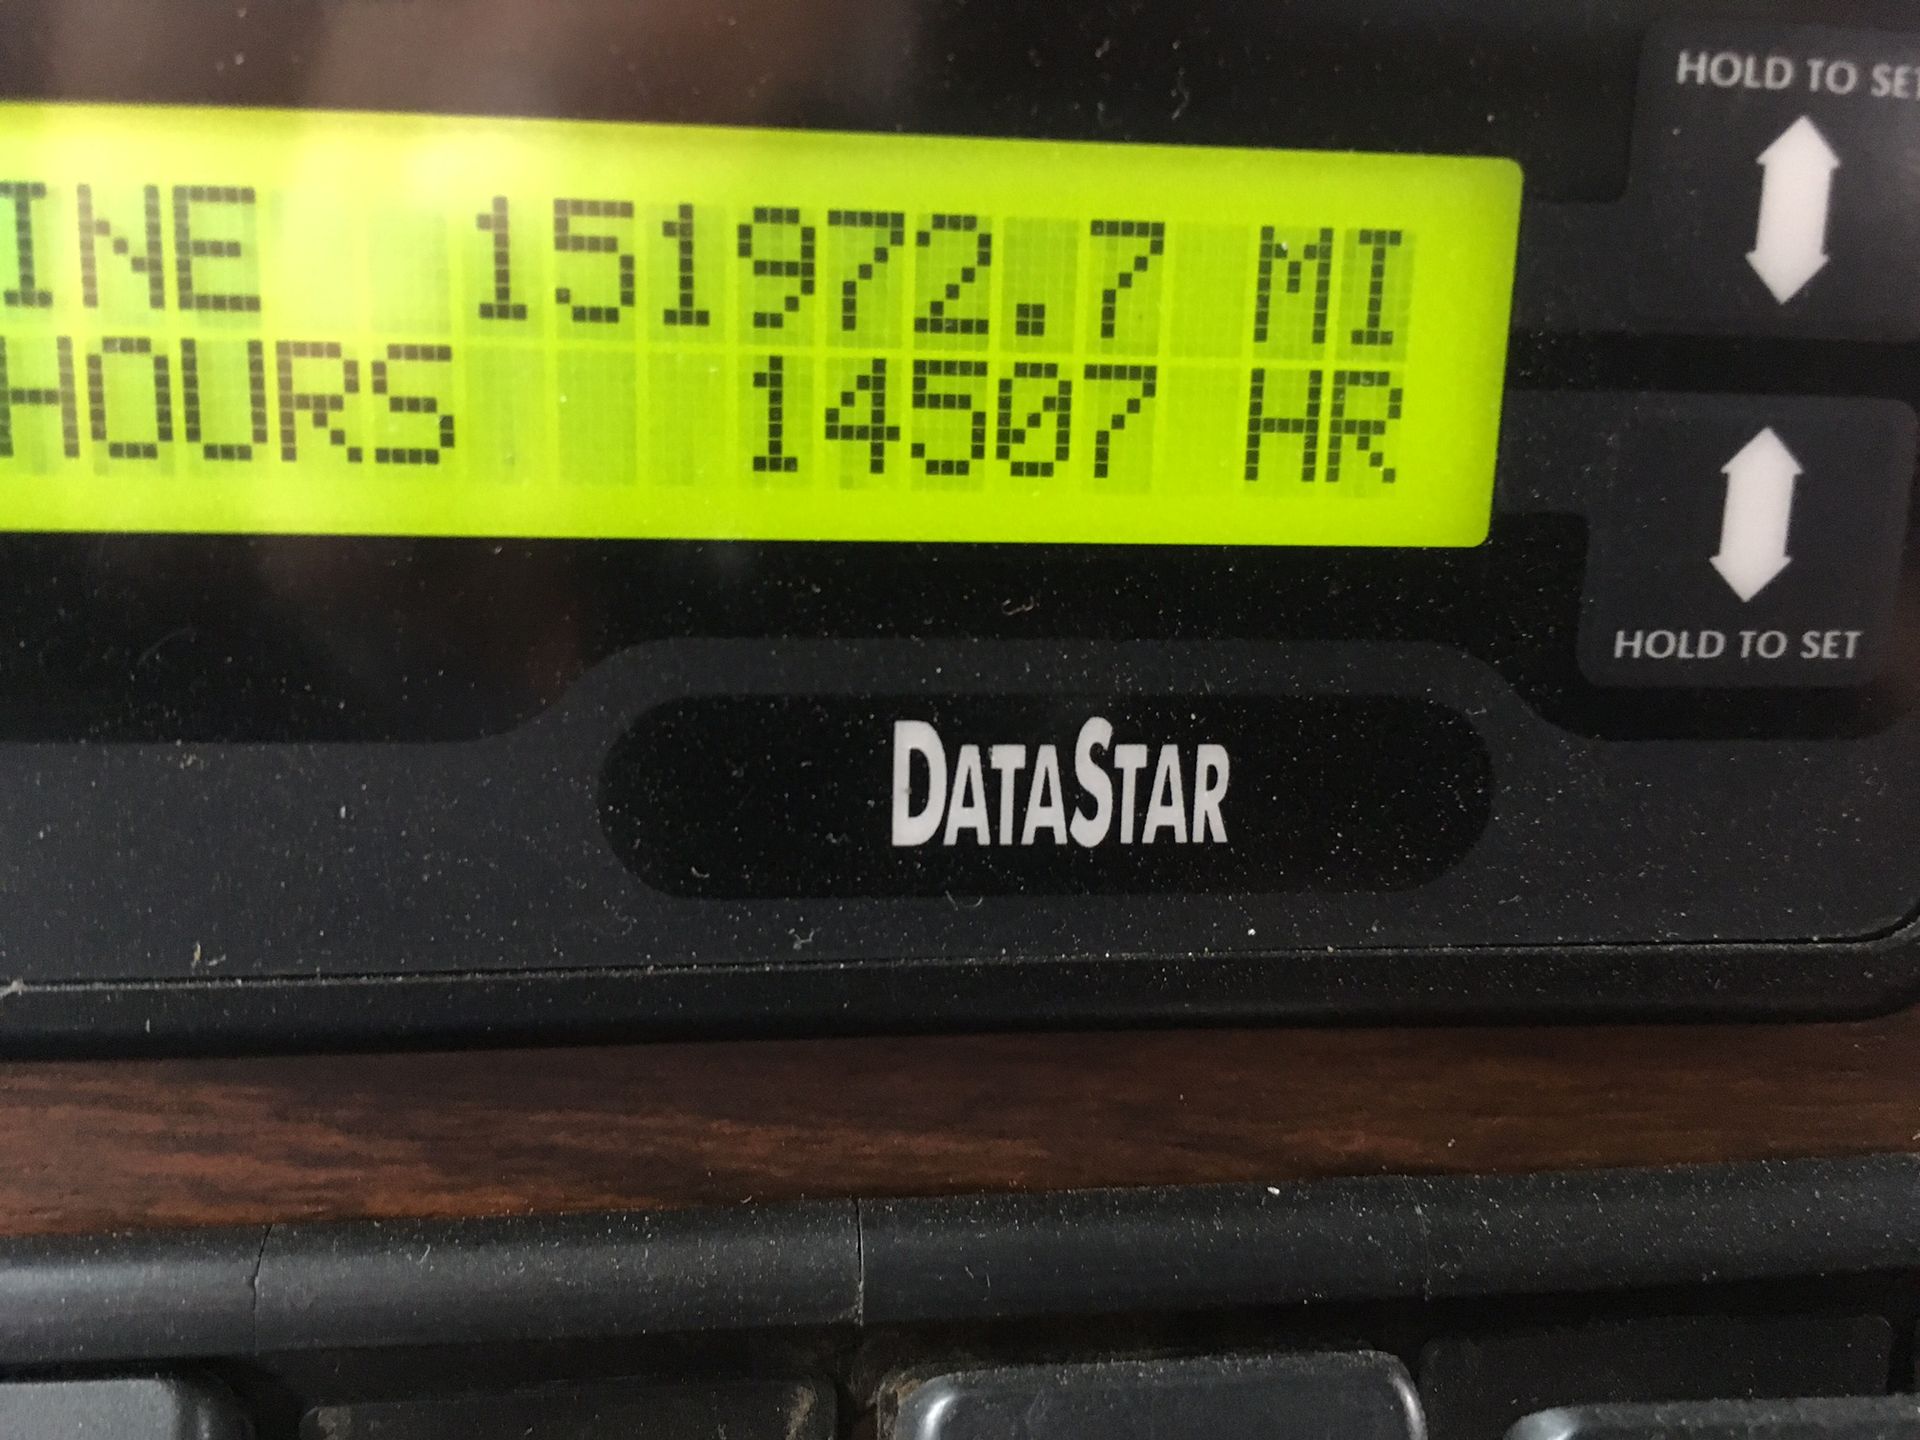 HOLD TO SET
INE 151972.7 MI
HOURS 14507 HR
HOLD TO SET
DATASTAR